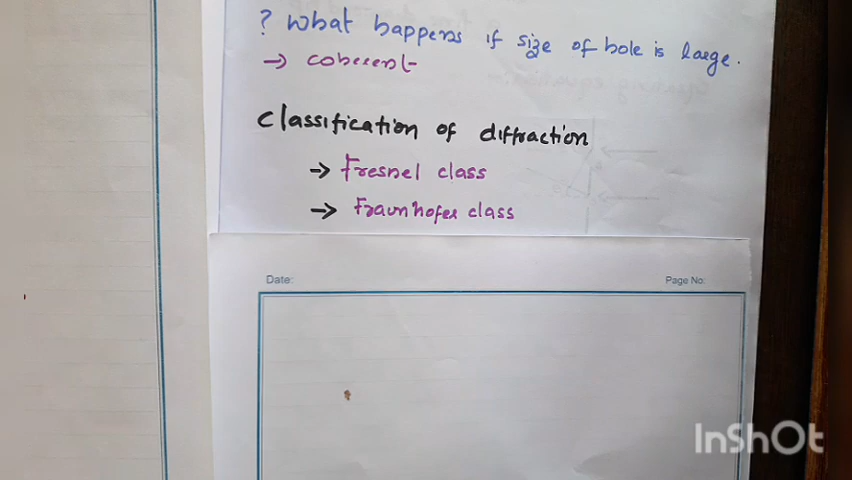 ? What happens if size of hole is large.
→ coherent
Classification of diffraction
→ Fresnel class
→ Fraunhofer class
Date:
Page No:
InShOt